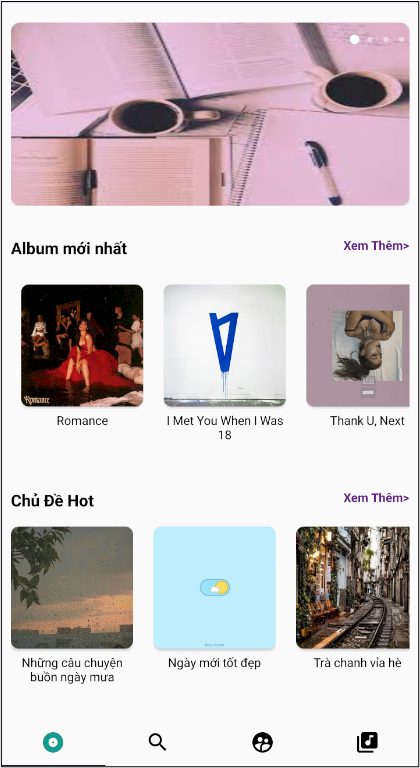 Album mới nhất
Xem Thêm>
Romance
Romance
I Met You When I Was
18
Thank U, Next
Chủ Đề Hot
Xem Thêm>
Những câu chuyện
buồn ngày mưa
Ngày mới tốt đẹp
Trà chanh vỉa hè